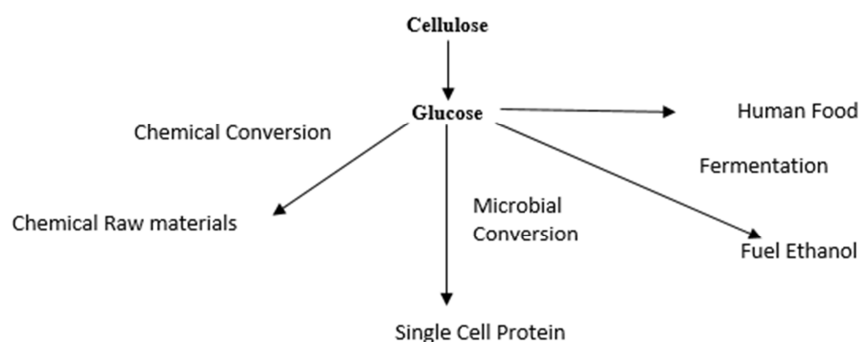 Cellulose
Glucose
Human Food
Chemical Conversion
Fermentation
Microbial
Conversion
Chemical Raw materials
Fuel Ethanol
Single Cell Protein